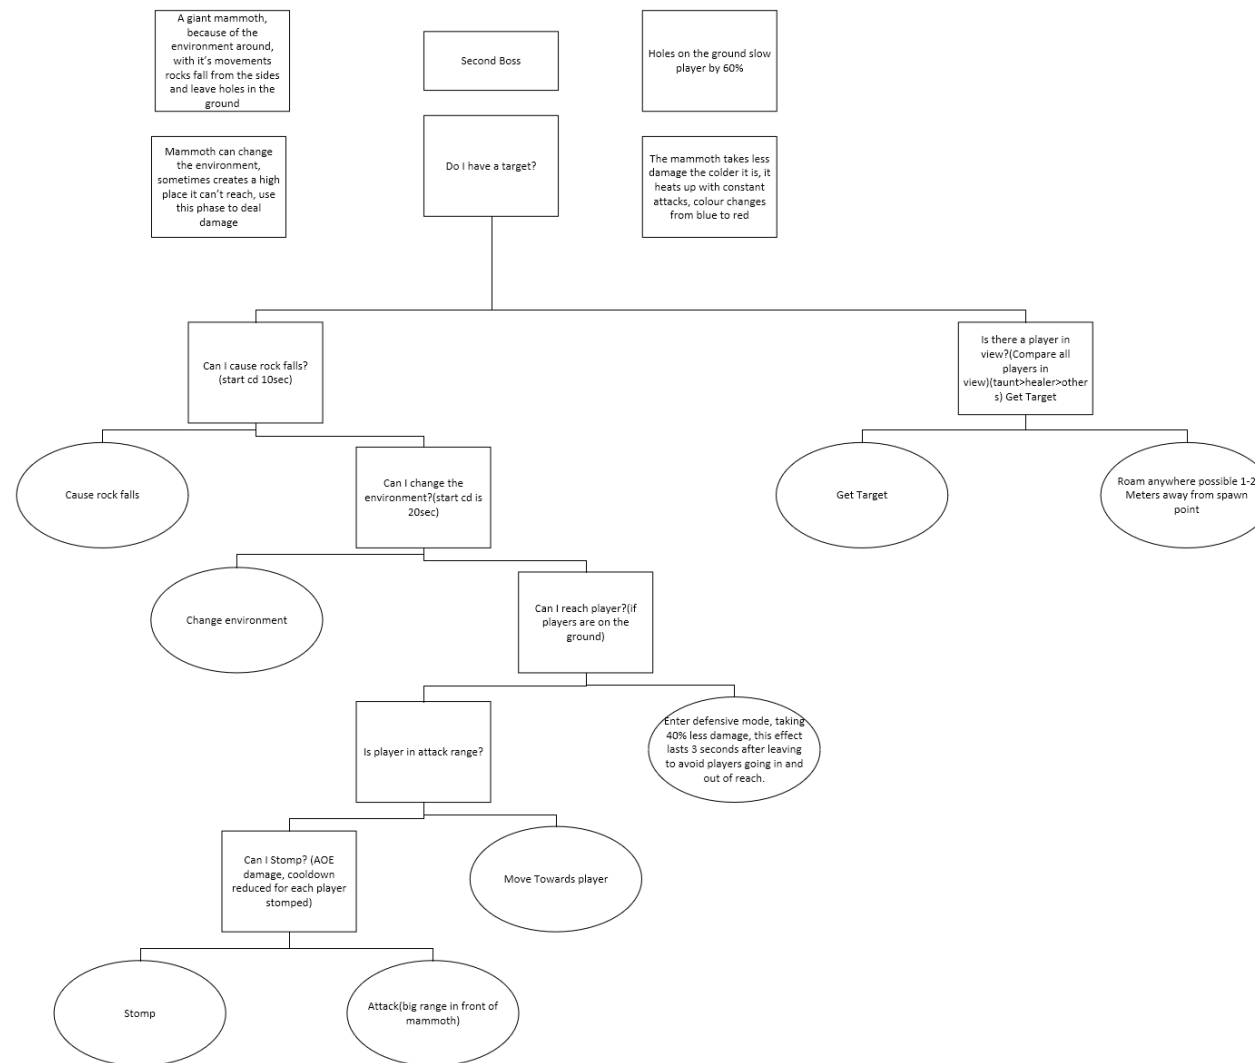 A giant mammoth,
because of the
environment around,
with it's movements
rocks fall from the sides
and leave holes in the
ground
Second Boss
Holes on the ground slow
player by 60%
Mammoth can change
the environment,
sometimes creates a high
place it can't reach, use
this phase to deal
damage
Do I have a target?
The mammoth takes less
damage the colder it is, it
heats up with constant
attacks, colour changes
from blue to red
Can I cause rock falls?
(start cd 10sec)
Is there a player in
view?(Compare all
players in
view)(taunt>healer>other
s) Get Target
Cause rock falls
Can I change the
environment?(start cd is
20sec)
Get Target
Roam anywhere possible 1-2
Meters away from spawn
point
Change environment
Can I reach player?(if
players are on the
ground)
Is player in attack range?
Enter defensive mode, taking
40% less damage, this effect
lasts 3 seconds after leaving
to avoid players going in and
out of reach.
Can I Stomp? (AOE
damage, cooldown
reduced for each player
stomped)
Move Towards player
Stomp
Attack(big range in front of
mammoth)